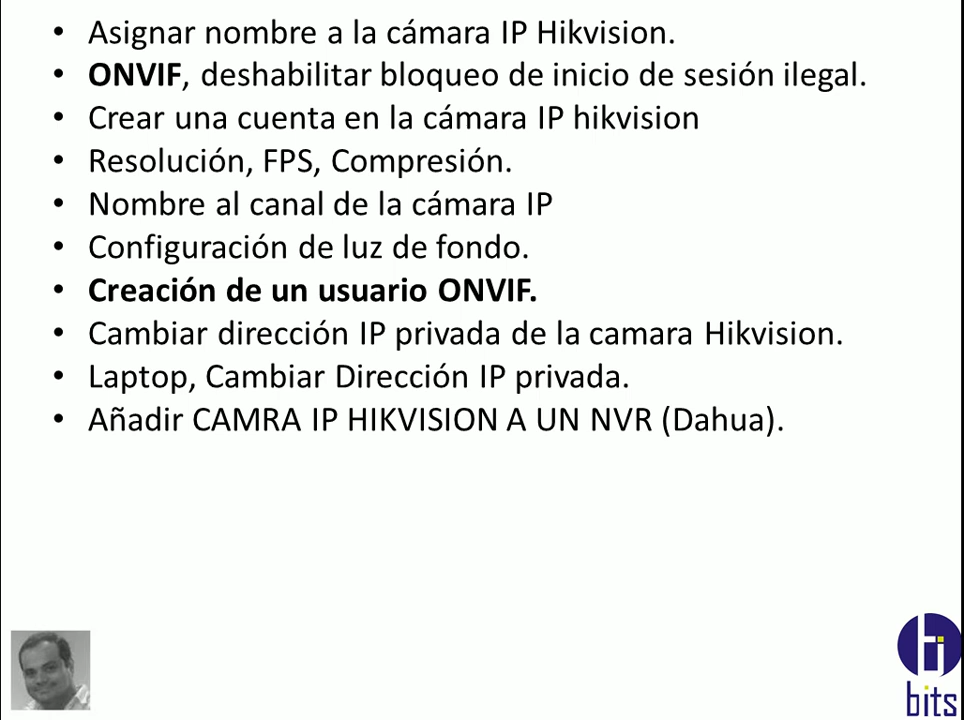 • Asignar nombre a la cámara IP Hikvision.
• ONVIF, deshabilitar bloqueo de inicio de sesión ilegal.
• Crear una cuenta en la cámara IP hikvision
• Resolución, FPS, Compresión.
• Nombre al canal de la cámara IP
• Configuración de luz de fondo.
• Creación de un usuario ONVIF.
• Cambiar dirección IP privada de la camara Hikvision.
• Laptop, Cambiar Dirección IP privada.
• Añadir CAMRA IP HIKVISION A UN NVR (Dahua).
bits